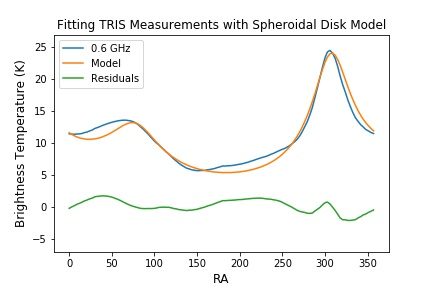 Fitting TRIS Measurements with Spheroidal Disk Model
Brightness Temperature (K)
25
20
15
10
5
0
−5
0.6 GHz
Model
Residuals
0 50 100 150 200 250 300 350
RA